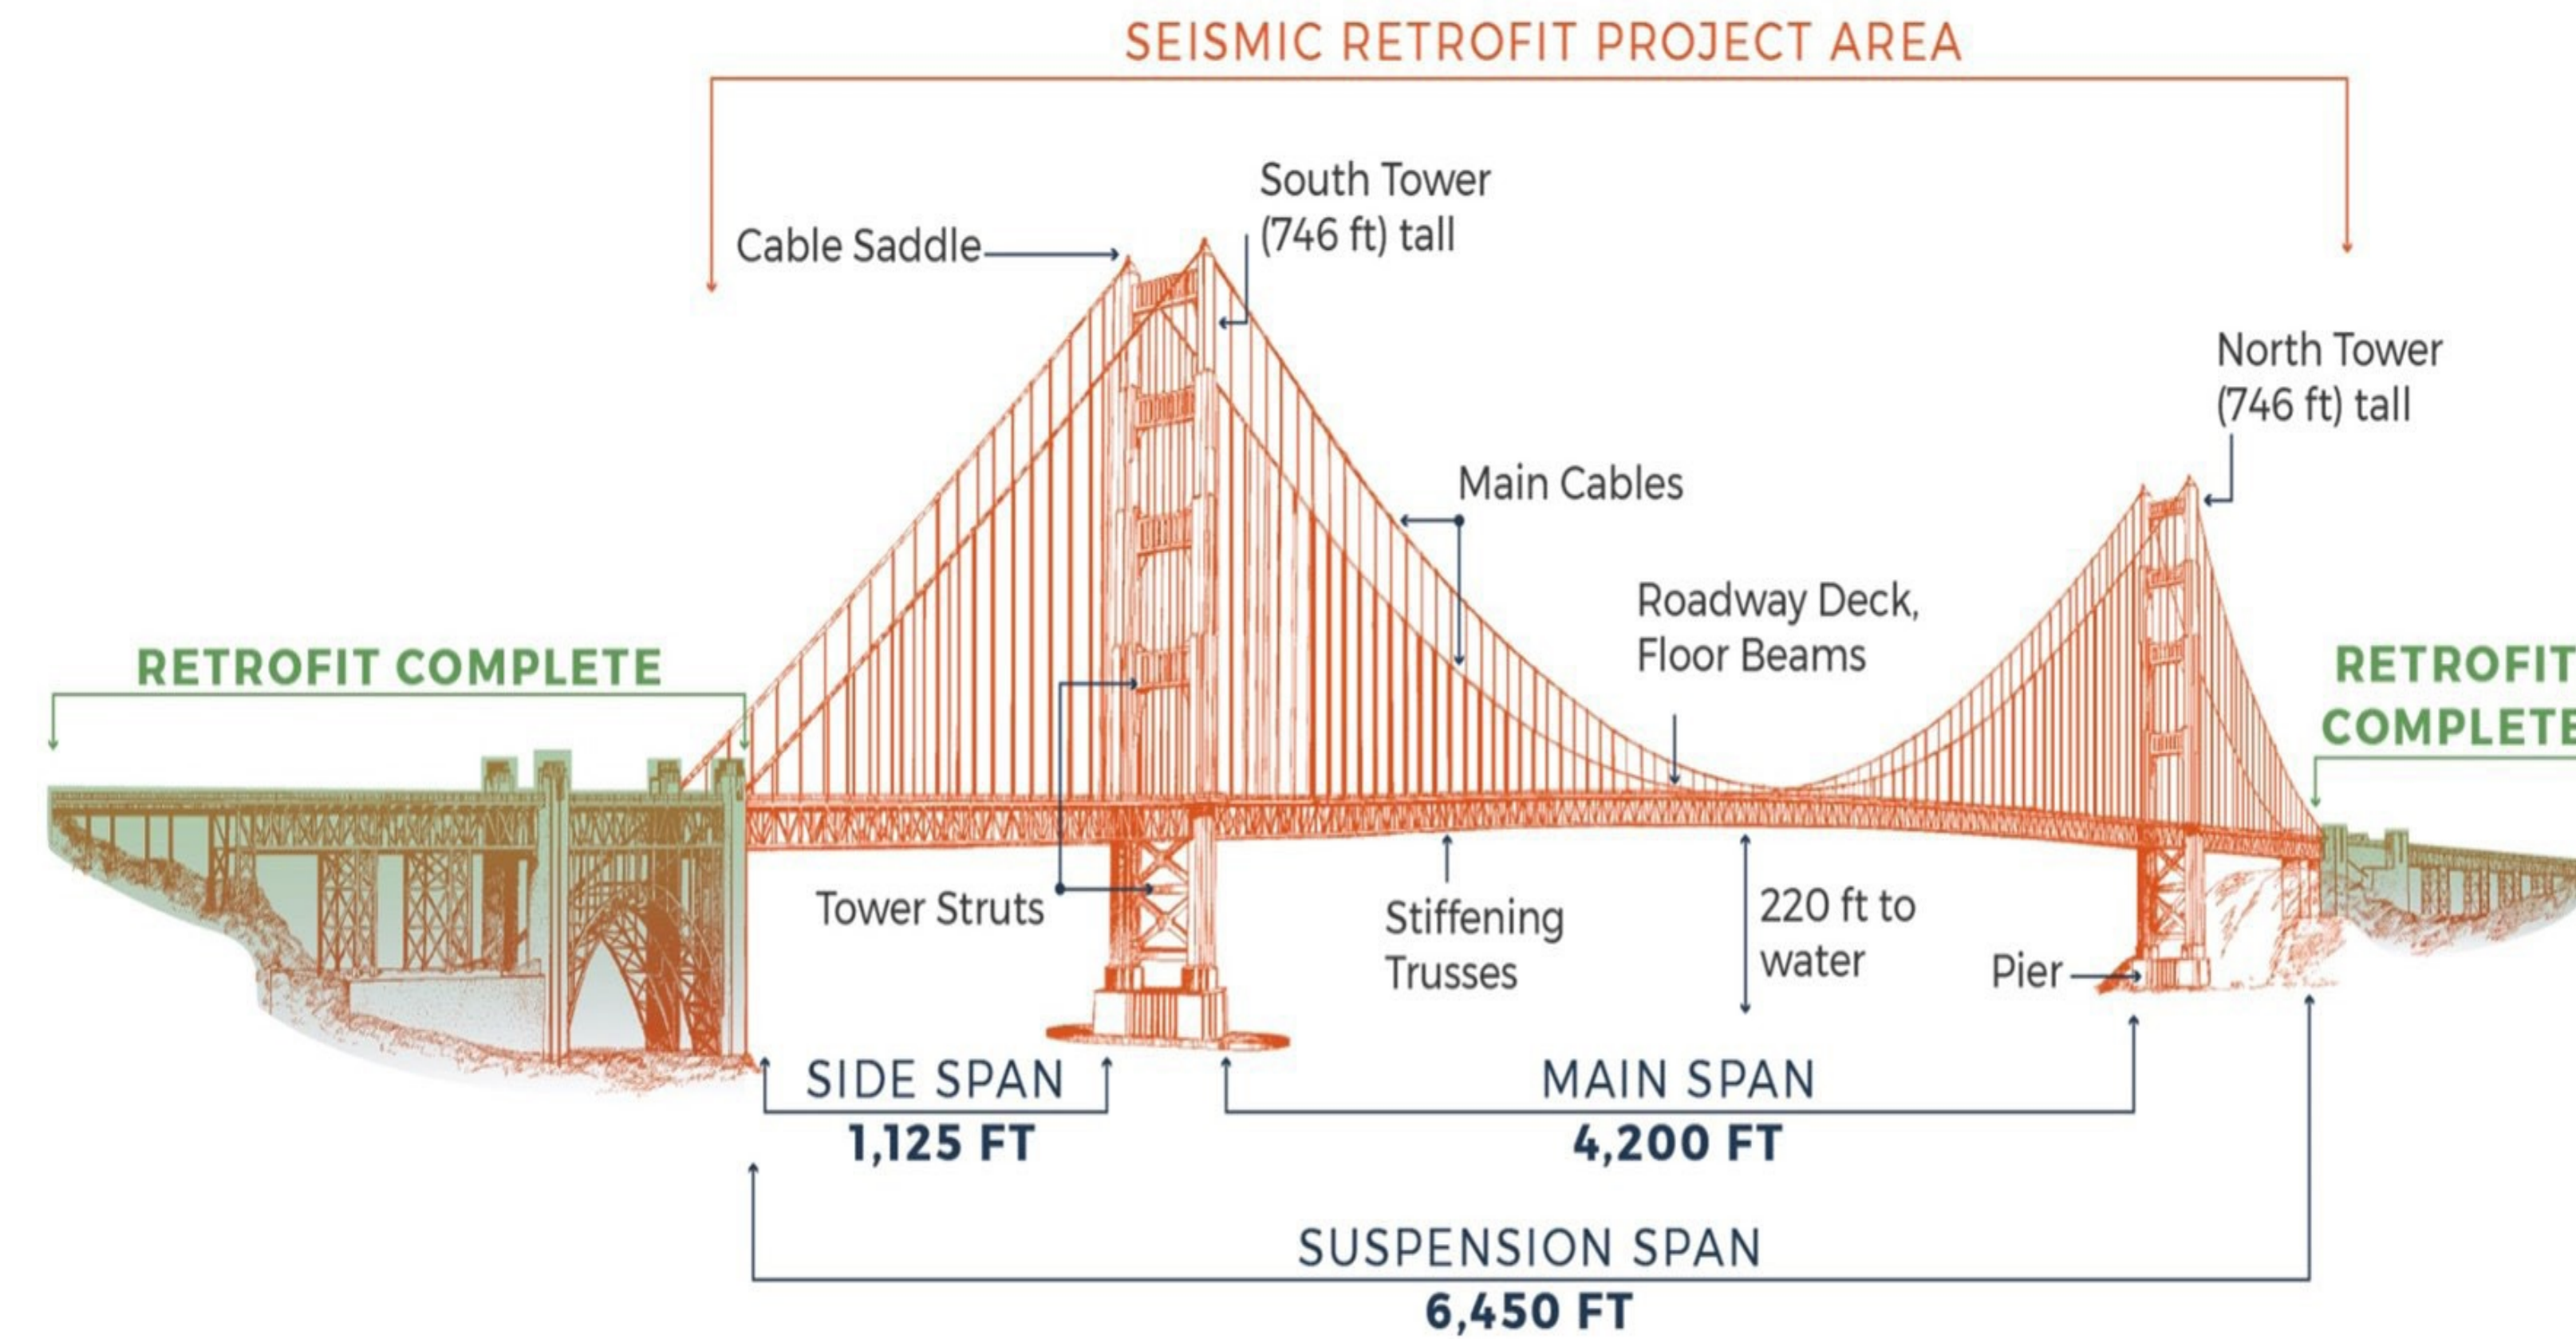 SEISMIC RETROFIT PROJECT AREA
South Tower
(746 ft) tall
Cable Saddle
North Tower
(746 ft) tall
Main Cables
Roadway Deck,
Floor Beams
RETROFIT COMPLETE
RETROFIT
COMPLETE
Tower Struts
Stiffening
Trusses
220 ft to
water
Pier
SIDE SPAN
1,125 FT
MAIN SPAN
4,200 FT
SUSPENSION SPAN
6,450 FT